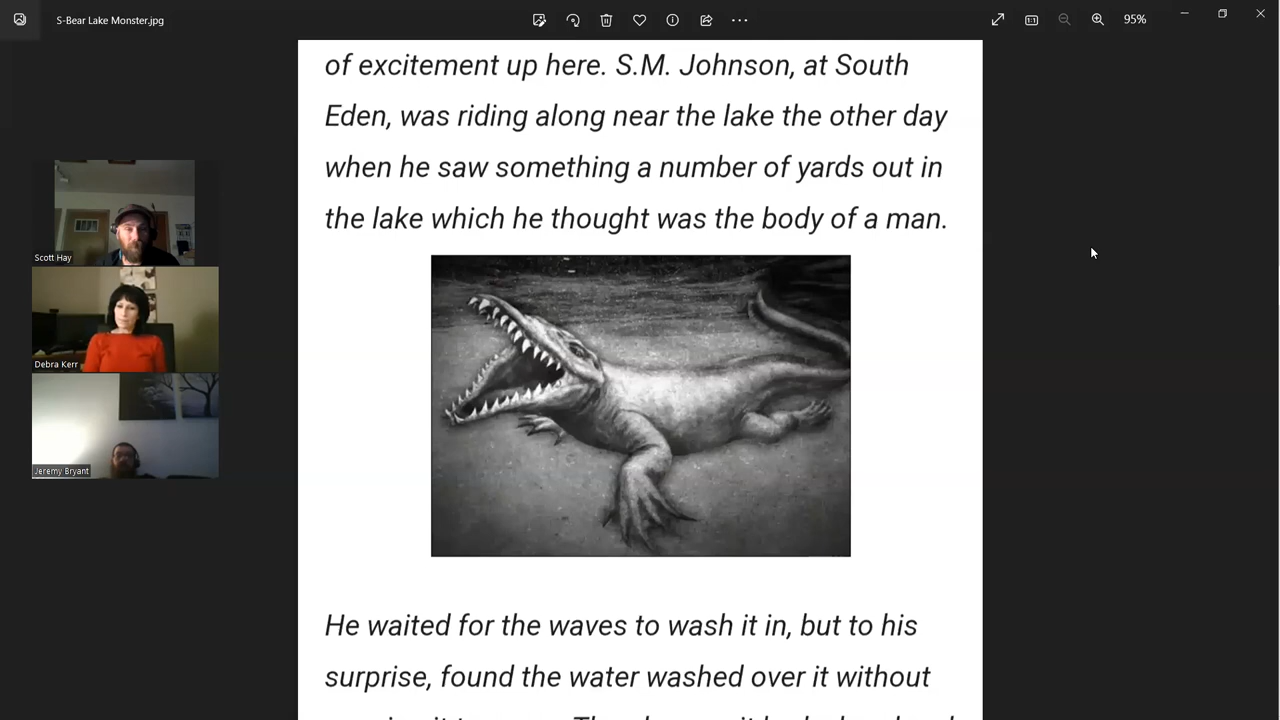 S-Bear Lake Monster.jpg
95%
of excitement up here. S.M. Johnson, at South
Eden, was riding along near the lake the other day
when he saw something a number of yards out in
the lake which he thought was the body of a man.
Scott Hay
Debra Kerr
Jeremy Bryant
He waited for the waves to wash it in, but to his
surprise, found the water washed over it without